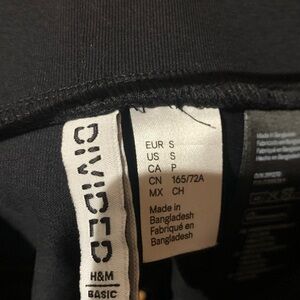 DIVIDED
H&M
BASIC
EUR S
US S
CA P
CN 165/72A
MX CH
Made in
Bangladesh
Fabriqué en
Bangladesh
Made in Bangladesh